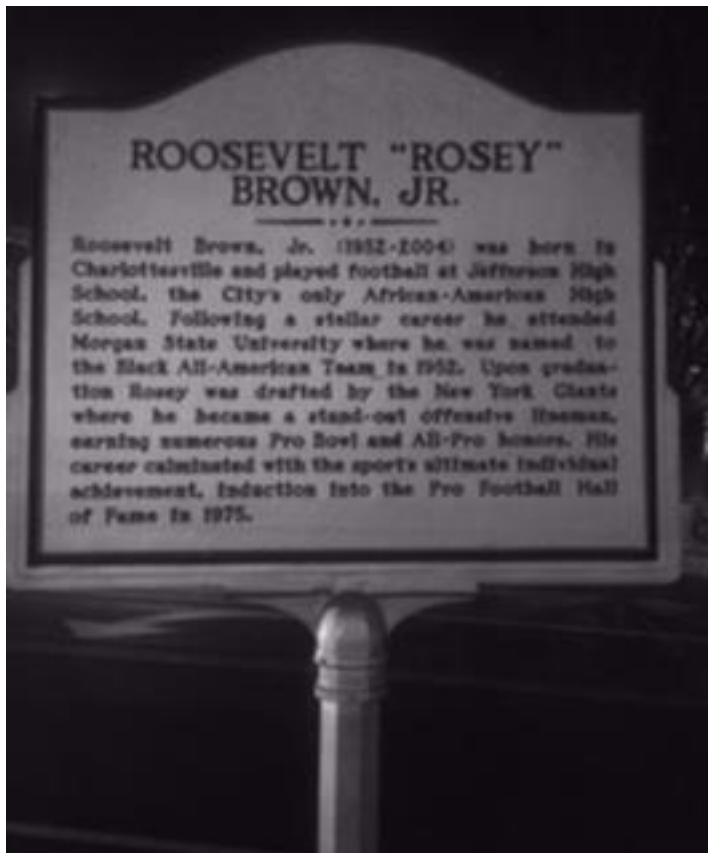 ROOSEVELT "ROSEY"
BROWN, JR.
Roosevelt Brown, Jr. (1932-2004) was born in
Charlottesville and played football at Jefferson High
School, the City's only African-American High
School. Following a stellar career he attended
Morgan State University where he was named to
the Black All-American Team in 1952. Upon gradua-
tion Rosey was drafted by the New York Giants
where he became a stand-out offensive lineman,
earning numerous Pro Bowl and All-Pro honors. His
career culminated with the sport's ultimate individual
achievement, induction into the Pro Football Hall
of Fame in 1975.